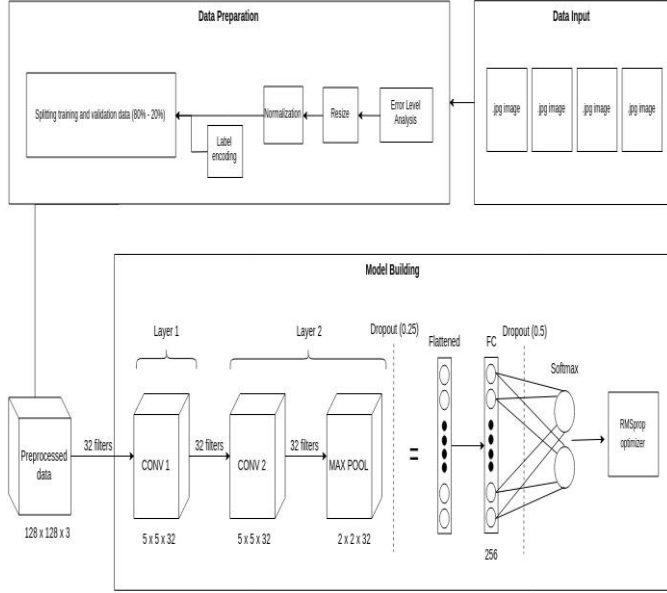 Data Preparation
Data Input
Splitting training and validation data (80% - 20%)
Normalization
Resize
Error Level
Analysis
Label
encoding
.jpg image
.jpg image
.jpg image
.jpg image
Model Building
Layer 1
Layer 2
Dropout (0.25)
Flattened
FC
Dropout (0.5)
Softmax
Preprocessed
data
32 filters
CONV 1
32 filters
CONV 2
32 filters
MAX POOL
=
RMSprop
optimizer
128 x 128 x 3
5 x 5 x 32
5 x 5 x 32
2 x 2 x 32
256